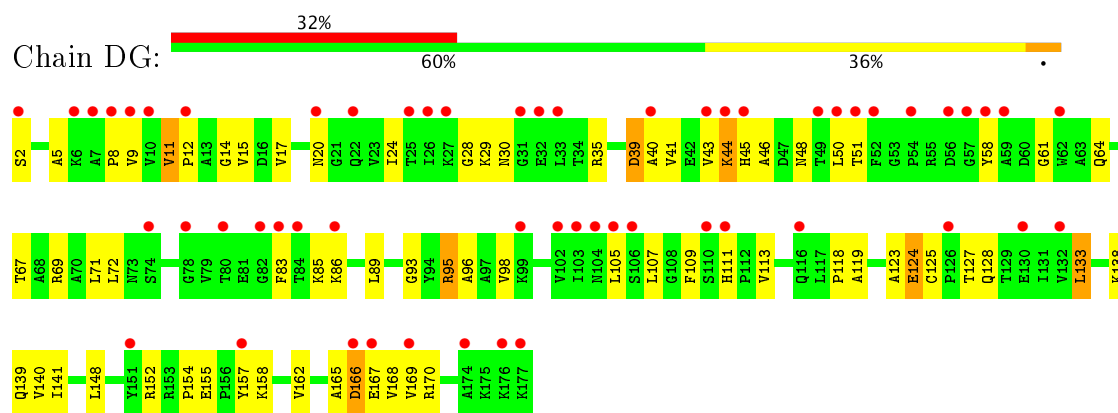 32%
Chain DG:
60% 36% •
S2 A5 K6 A7 P8 V9 V10 V11 P12 A13 G14 V15 D16 V17 N20 G21 Q22 V23 I24 T25 I26 K27 G28 K29 N30 G31 E32 L33 T34 R35 D39 A40 V41 E42 V43 K44 H45 A46 D47 N48 T49 L50 T51 F52 G53 P54 R55 D56 G57 Y58 A59 D60 G61 W62 A63 Q64
T67 A68 R69 A70 L71 L72 N73 S74 G78 V79 T80 E81 G82 F83 T84 K85 K86 L89 G93 Y94 R95 A96 A97 V98 K99 V102 I103 N104 L105 S106 L107 G108 F109 S110 H111 P112 V113 Q116 L117 P118 A119 A123 E124 C125 P126 T127 Q128 T129 E130 I131 V132 L133 K138
Q139 V140 I141 L148 Y151 R152 R153 P154 E155 P156 Y157 K158 V162 A165 D166 E167 V168 V169 R170 A174 K175 K176 K177